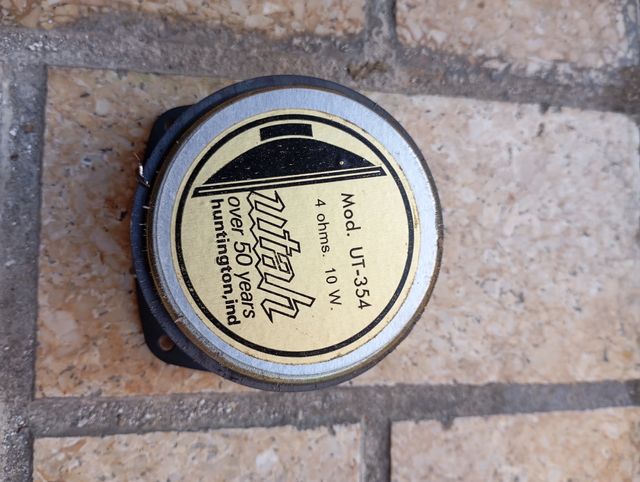 Mod. UT-354
4 ohms. 10 W.
utah
over 50 years
huntington, ind